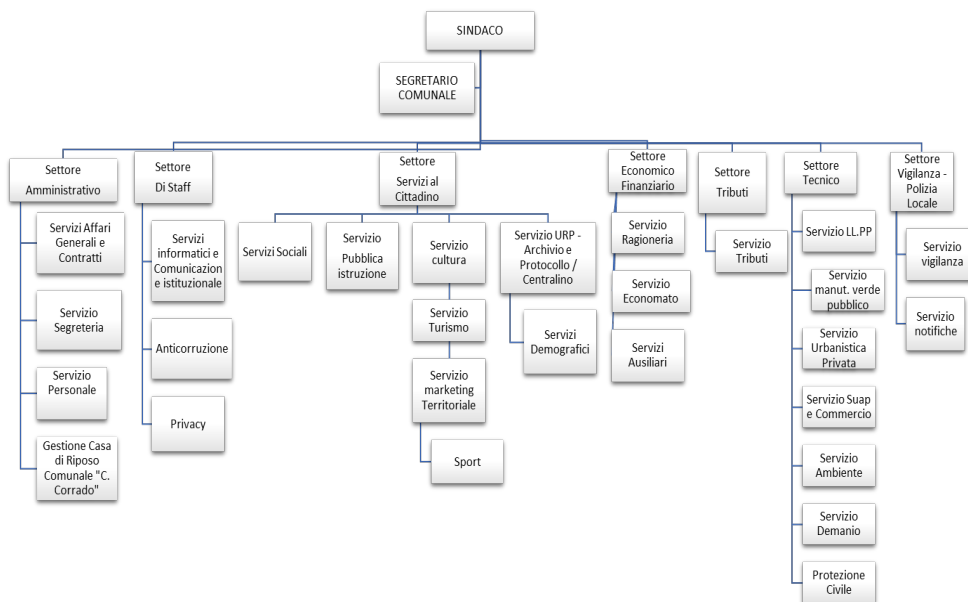 SINDACO
SEGRETARIO
COMUNALE
Settore
Amministrativo
Servizi Affari
Generali e
Contratti
Servizio
Segreteria
Servizio
Personale
Gestione Casa
di Riposo
Comunale "C.
Corrado"
Settore
Di Staff
Servizi
informatici e
Comunicazion
e istituzionale
Anticorruzione
Privacy
Settore
Servizi al
Cittadino
Servizi Sociali
Servizio
Pubblica
istruzione
Servizio
cultura
Servizio
Turismo
Servizio
marketing
Territoriale
Sport
Servizio URP -
Archivio e
Protocollo /
Centralino
Servizi
Demografici
Settore
Economico
Finanziario
Servizio
Ragioneria
Servizio
Economato
Servizi
Ausiliari
Settore
Tributi
Servizio
Tributi
Settore
Tecnico
Servizio LL.PP
Servizio
manut. verde
pubblico
Servizio
Urbanistica
Privata
Servizio Suap
e Commercio
Servizio
Ambiente
Servizio
Demanio
Protezione
Civile
Settore
Vigilanza -
Polizia
Locale
Servizio
vigilanza
Servizio
notifiche